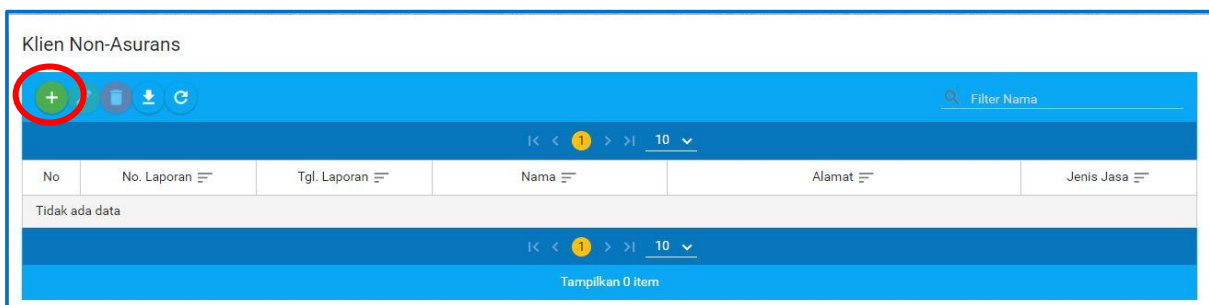 Klien Non-Asurans
Filter Nama
1 10
No No. Laporan Tgl. Laporan Nama Alamat Jenis Jasa
Tidak ada data
1 10
Tampilkan 0 item